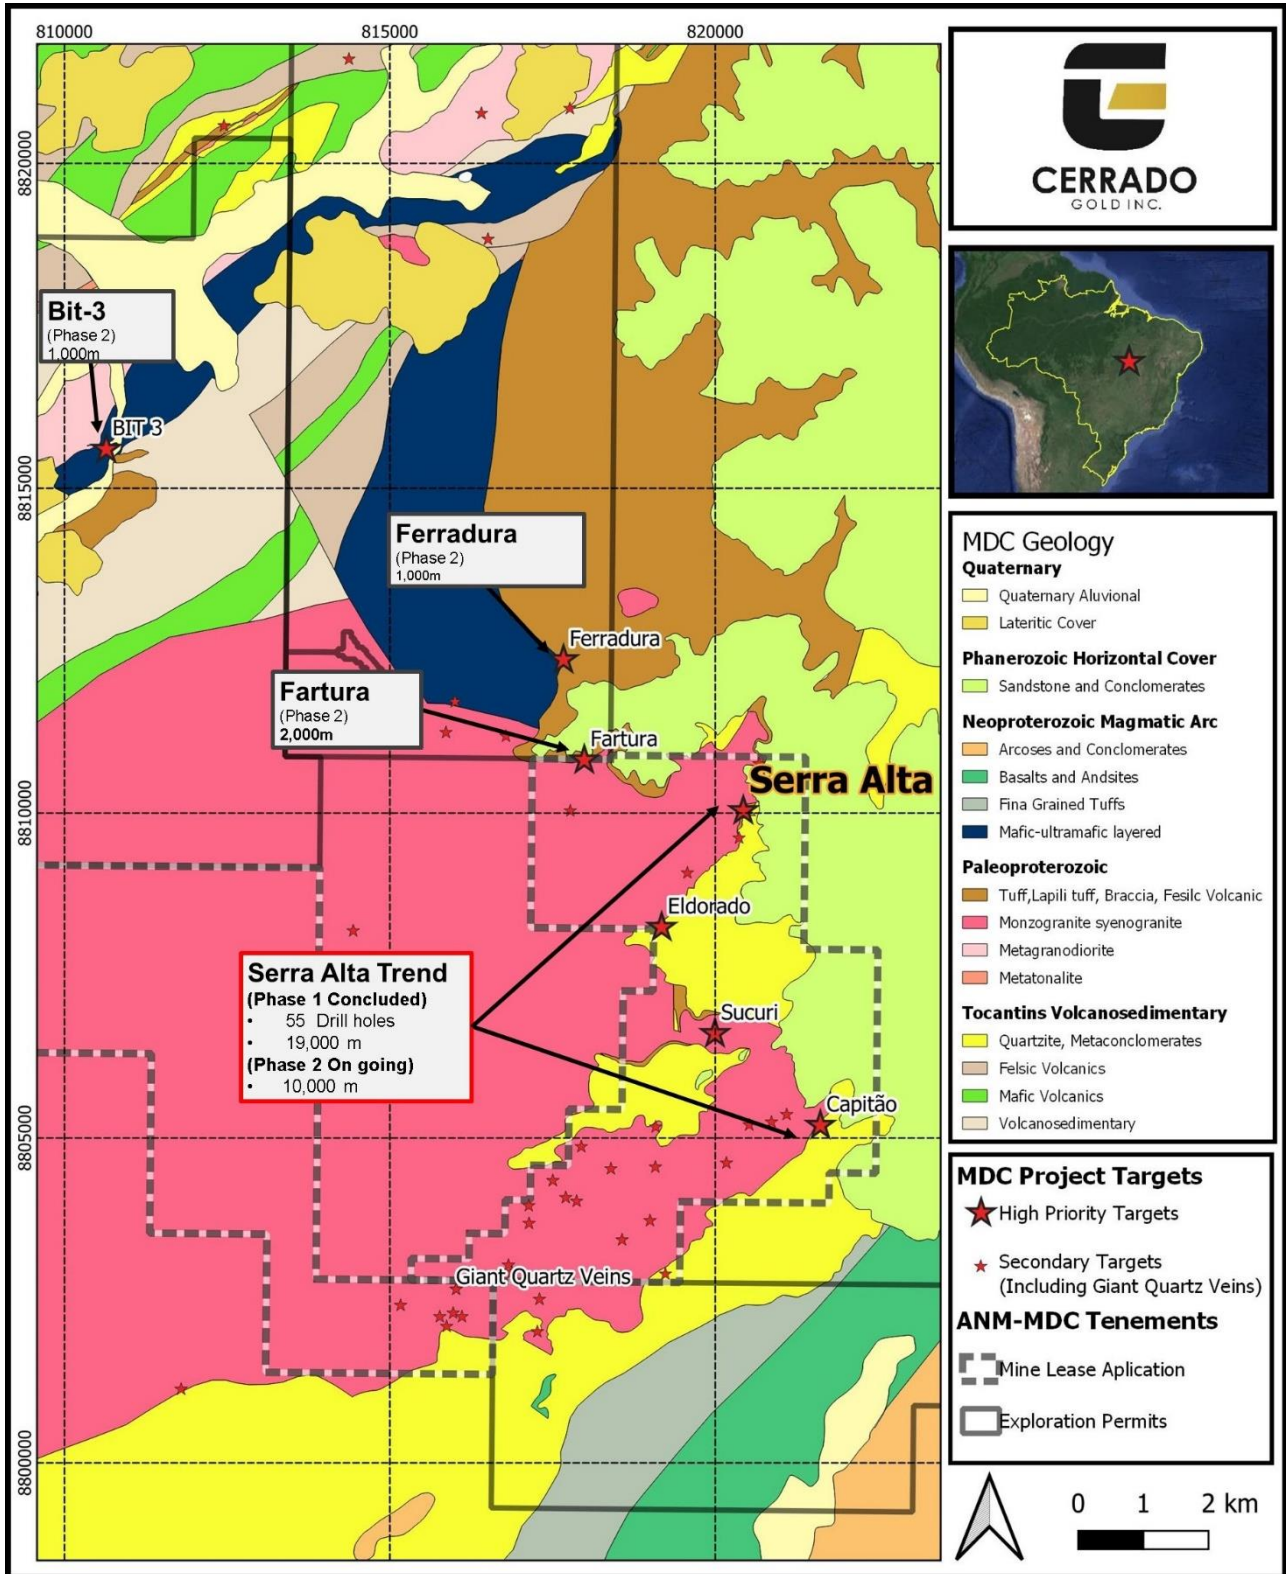 810000
815000
820000
8820000
8815000
8810000
8805000
8800000
Bit-3
(Phase 2)
1,000m
BIT 3
Ferradura
(Phase 2)
1,000m
Ferradura
Fartura
(Phase 2)
2,000m
Fartura
Serra Alta
Eldorado
Serra Alta Trend
(Phase 1 Concluded)
• 55 Drill holes
• 19,000 m
(Phase 2 On going)
• 10,000 m
Sucuri
Capitão
Giant Quartz Veins
CERRADO
GOLD INC.
MDC Geology
Quaternary
Quaternary Aluvional
Lateritic Cover
Phanerozoic Horizontal Cover
Sandstone and Conclomerates
Neoproterozoic Magmatic Arc
Arcoses and Conclomerates
Basalts and Andsites
Fina Grained Tuffs
Mafic-ultramafic layered
Paleoproterozoic
Tuff,Lapili tuff, Braccia, Fesilc Volcanic
Monzogranite syenogranite
Metagranodiorite
Metatonalite
Tocantins Volcanosedimentary
Quartzite, Metaconclomerates
Felsic Volcanics
Mafic Volcanics
Volcanosedimentary
MDC Project Targets
High Priority Targets
Secondary Targets
(Including Giant Quartz Veins)
ANM-MDC Tenements
Mine Lease Aplication
Exploration Permits
0 1 2 km